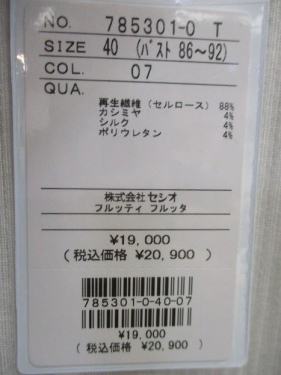 NO. 785301-0 T
SIZE 40 (バスト 86～92)
COL. 07
QUA.
再生繊維(セルロース) 88%
カシミヤ 4%
シルク 4%
ポリウレタン 4%
株式会社セシオ
フルッティ フルッタ
¥19,000
(税込価格 ¥20,900)
785301-0-40-07
¥19,000
(税込価格 ¥20,900)